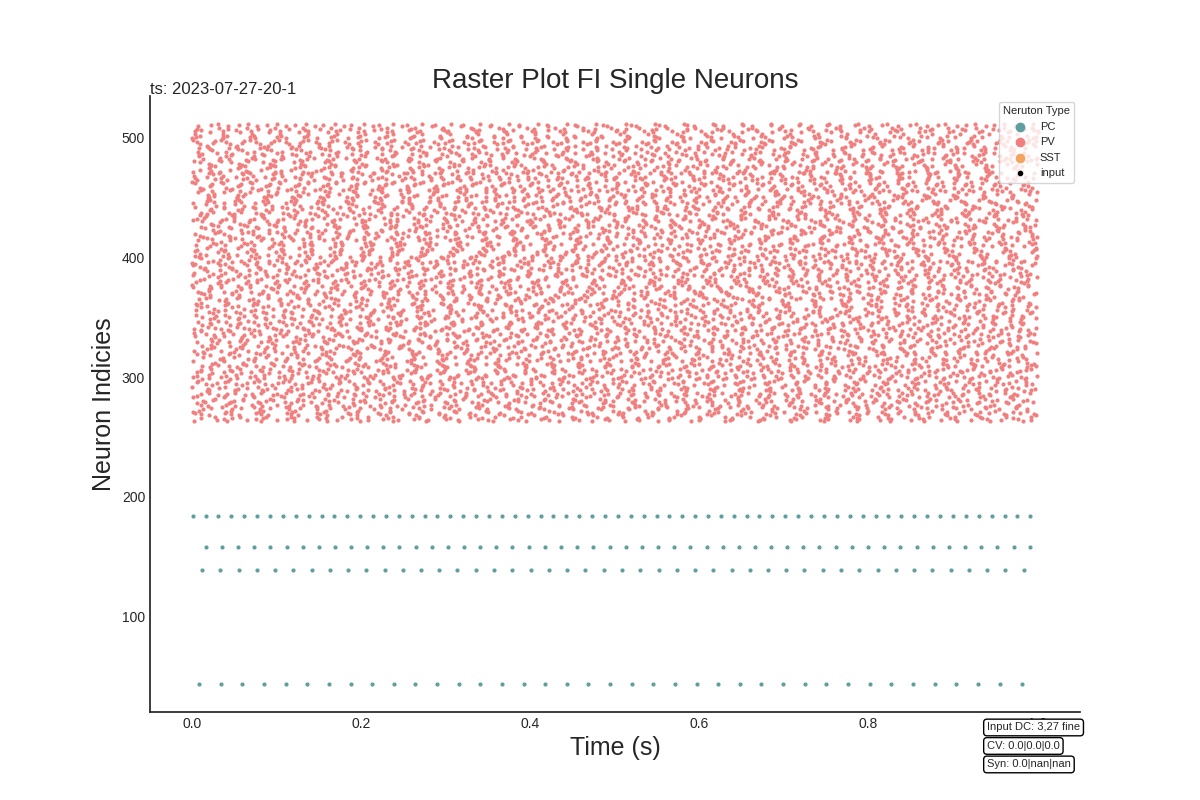 Raster Plot FI Single Neurons
ts: 2023-07-27-20-1
Neruton Type
PC
PV
SST
input
500
400
300
200
100
Neuron Indicies
0.0 0.2 0.4 0.6 0.8
Time (s)
Input DC: 3,27 fine
CV: 0.0|0.0|0.0
Syn: 0.0|nan|nan